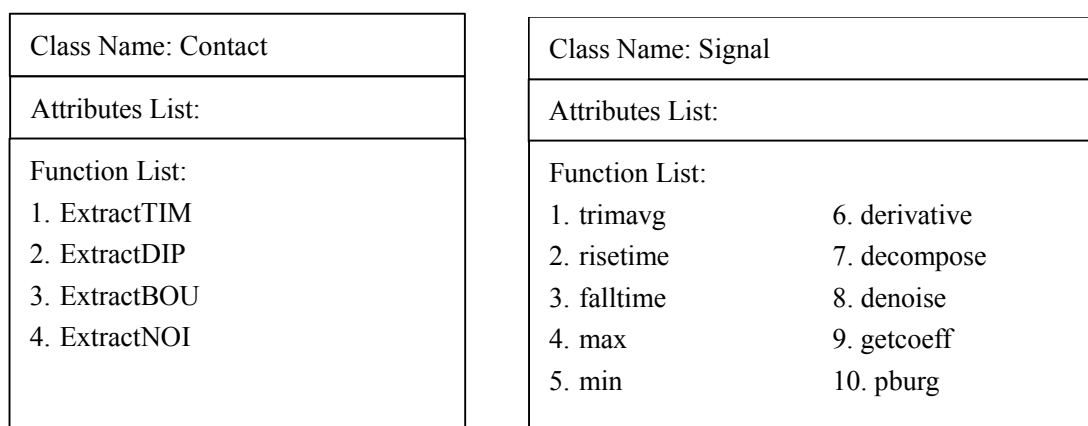 Class Name: Contact
Attributes List:
Function List:
1. ExtractTIM
2. ExtractDIP
3. ExtractBOU
4. ExtractNOI
Class Name: Signal
Attributes List:
Function List:
1. trimavg
2. risetime
3. falltime
4. max
5. min
6. derivative
7. decompose
8. denoise
9. getcoeff
10. pburg